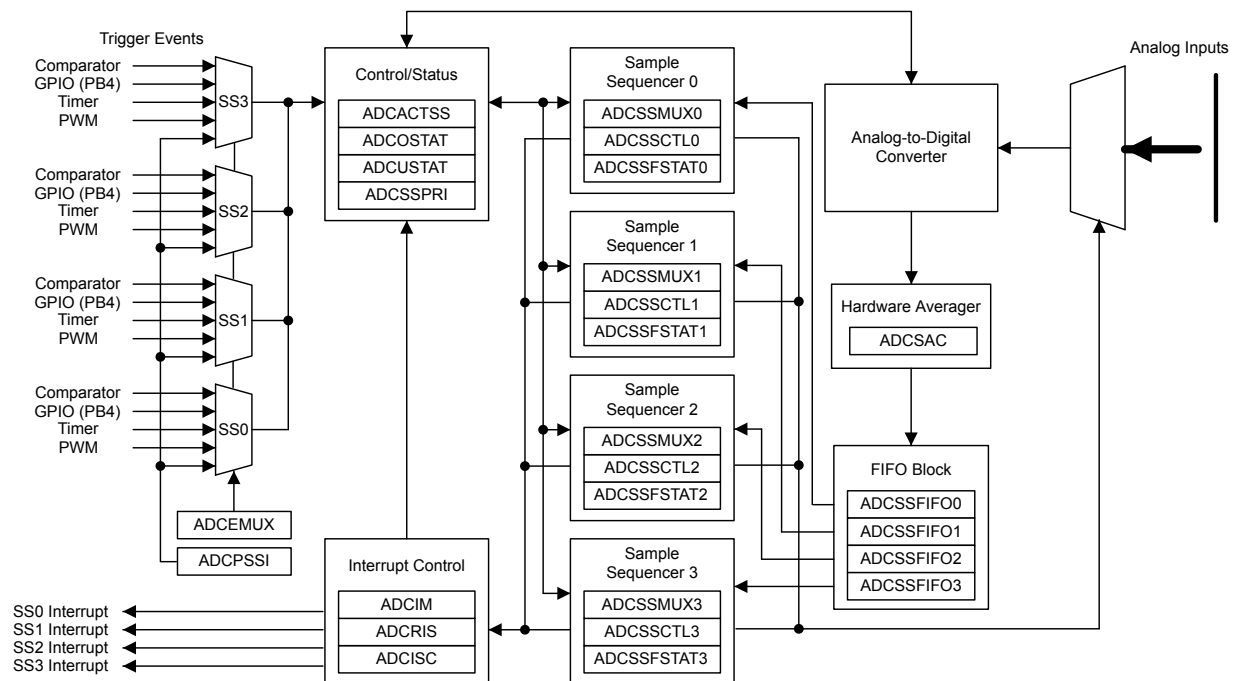 Trigger Events
Comparator
GPIO (PB4)
Timer
PWM
SS3
Comparator
GPIO (PB4)
Timer
PWM
SS2
Comparator
GPIO (PB4)
Timer
PWM
SS1
Comparator
GPIO (PB4)
Timer
PWM
SS0
ADCEMUX
ADCPSSI
SS0 Interrupt
SS1 Interrupt
SS2 Interrupt
SS3 Interrupt
Control/Status
ADCACTSS
ADCOSTAT
ADCUSTAT
ADCSSPRI
Interrupt Control
ADCIM
ADCRIS
ADCISC
Sample
Sequencer 0
ADCSSMUX0
ADCSSCTL0
ADCSSFSTAT0
Sample
Sequencer 1
ADCSSMUX1
ADCSSCTL1
ADCSSFSTAT1
Sample
Sequencer 2
ADCSSMUX2
ADCSSCTL2
ADCSSFSTAT2
Sample
Sequencer 3
ADCSSMUX3
ADCSSCTL3
ADCSSFSTAT3
Analog-to-Digital
Converter
Hardware Averager
ADCSAC
FIFO Block
ADCSSFIFO0
ADCSSFIFO1
ADCSSFIFO2
ADCSSFIFO3
Analog Inputs